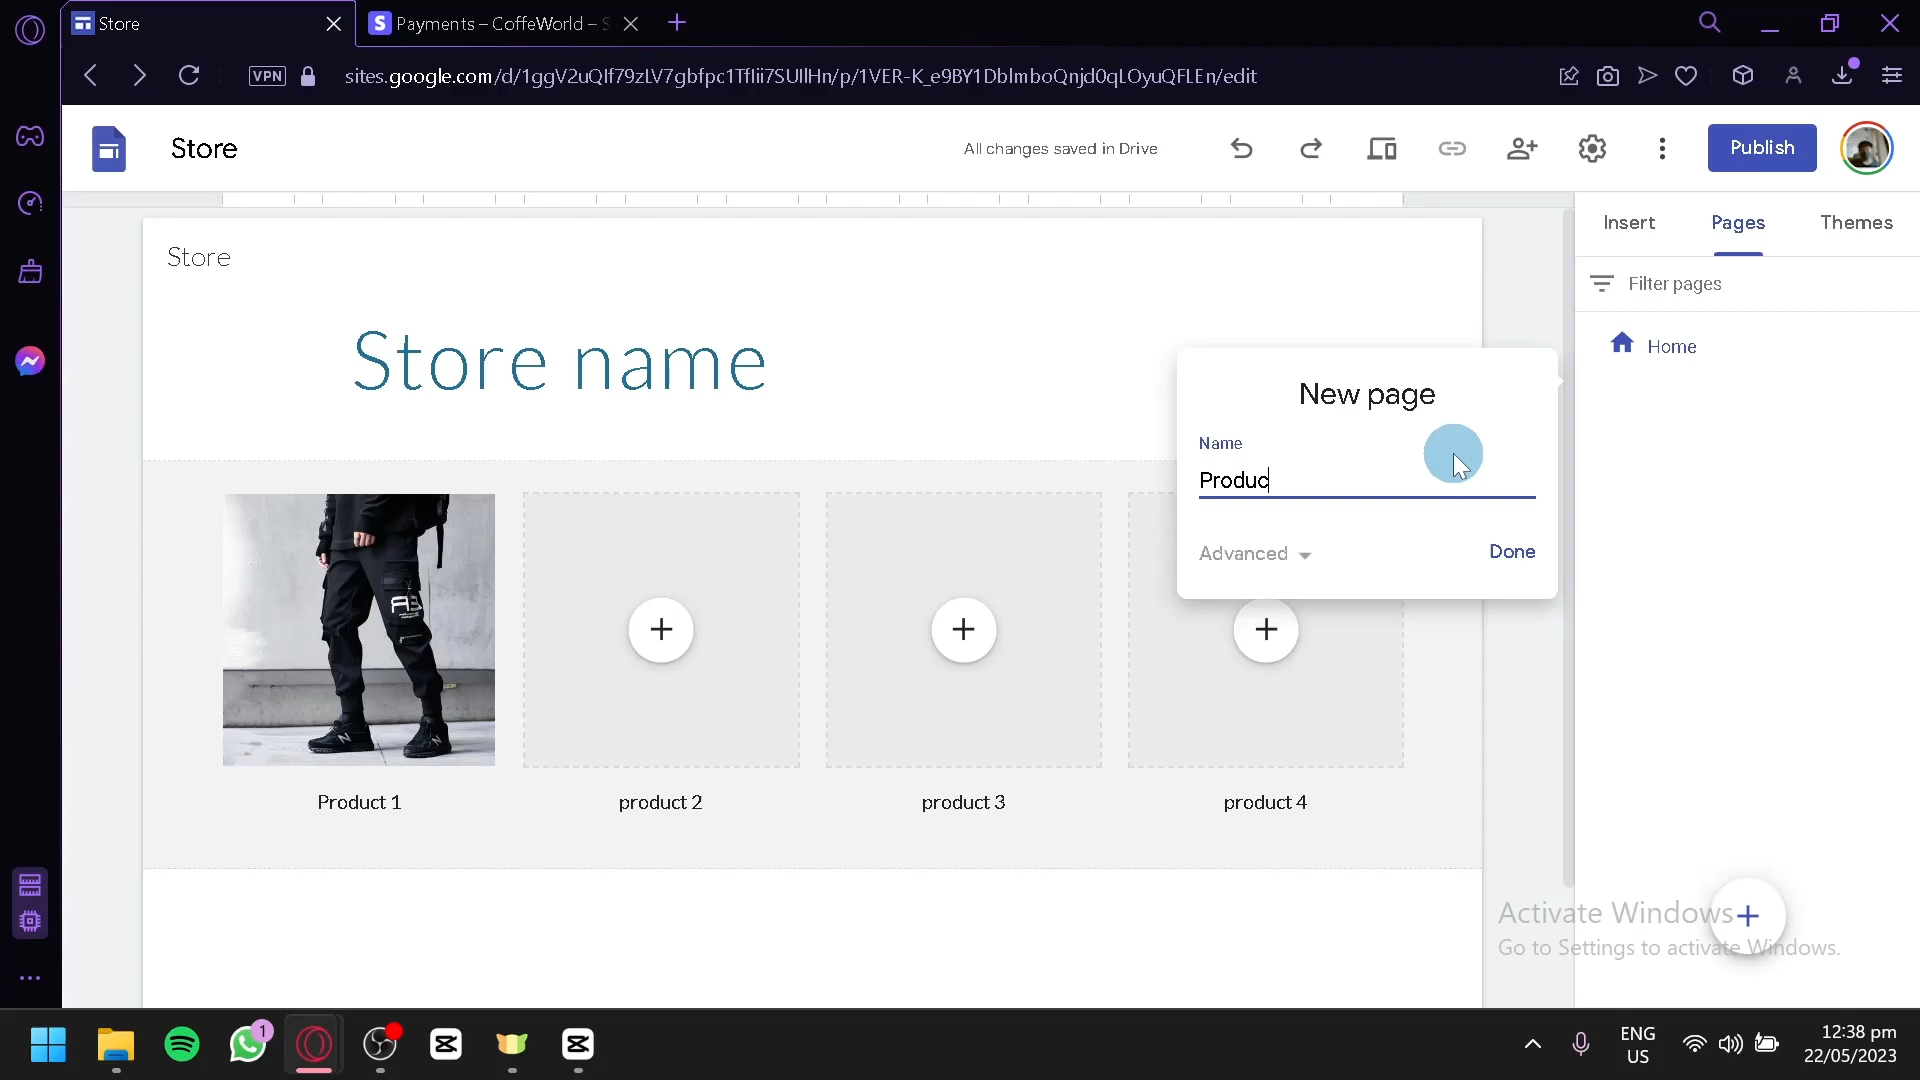 Store
Payments – CoffeWorld – S
VPN
sites.google.com/d/1ggV2uQIf79zLV7gbfpc1TfIii7SUIlHn/p/1VER-K_e9BY1DblmboQnjd0qLOyuQFLEn/edit
Store
All changes saved in Drive
Publish
Insert
Pages
Themes
Filter pages
Home
Store
Store name
New page
Name
Produc
Advanced
Done
Product 1
product 2
product 3
product 4
Activate Windows
Go to Settings to activate Windows.
1
ENG
US
12:38 pm
22/05/2023